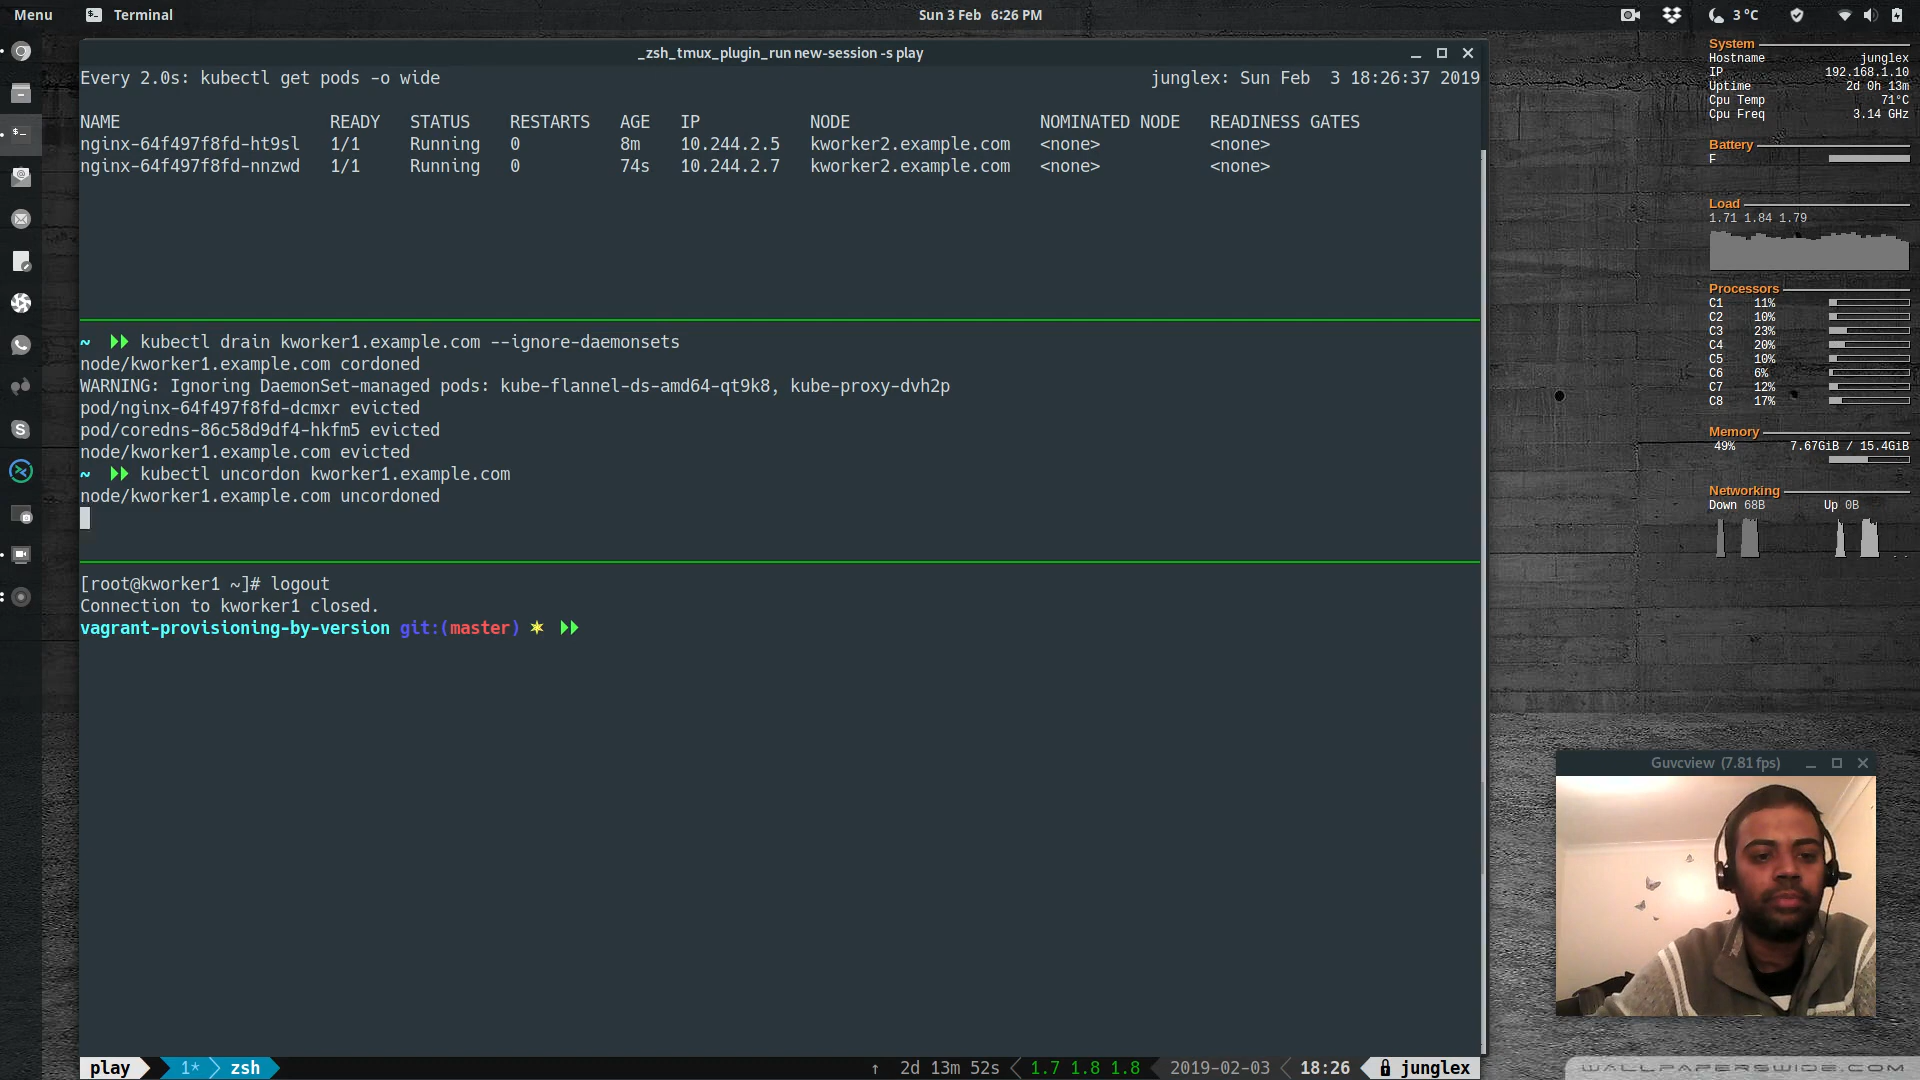 Menu Terminal Sun 3 Feb 6:26 PM 3 °C
_zsh_tmux_plugin_run new-session -s play
Every 2.0s: kubectl get pods -o wide junglex: Sun Feb 3 18:26:37 2019
NAME READY STATUS RESTARTS AGE IP NODE NOMINATED NODE READINESS GATES
nginx-64f497f8fd-ht9sl 1/1 Running 0 8m 10.244.2.5 kworker2.example.com <none> <none>
nginx-64f497f8fd-nnzwd 1/1 Running 0 74s 10.244.2.7 kworker2.example.com <none> <none>
~ kubectl drain kworker1.example.com --ignore-daemonsets
node/kworker1.example.com cordoned
WARNING: Ignoring DaemonSet-managed pods: kube-flannel-ds-amd64-qt9k8, kube-proxy-dvh2p
pod/nginx-64f497f8fd-dcmxr evicted
pod/coredns-86c58d9df4-hkfm5 evicted
node/kworker1.example.com evicted
~ kubectl uncordon kworker1.example.com
node/kworker1.example.com uncordoned
[root@kworker1 ~]# logout
Connection to kworker1 closed.
vagrant-provisioning-by-version git:(master) ✶
play 1* zsh ↑ 2d 13m 52s 1.7 1.8 1.8 2019-02-03 18:26 junglex
System
Hostname junglex
IP 192.168.1.10
Uptime 2d 0h 13m
Cpu Temp 71°C
Cpu Freq 3.14 GHz
Battery
F
Load
1.71 1.84 1.79
Processors
C1 11%
C2 10%
C3 23%
C4 20%
C5 10%
C6 6%
C7 12%
C8 17%
Memory
49% 7.67GiB / 15.4GiB
Networking
Down 68B Up 0B
Guvcview (7.81 fps)
WALLPAPERSWIDE.COM